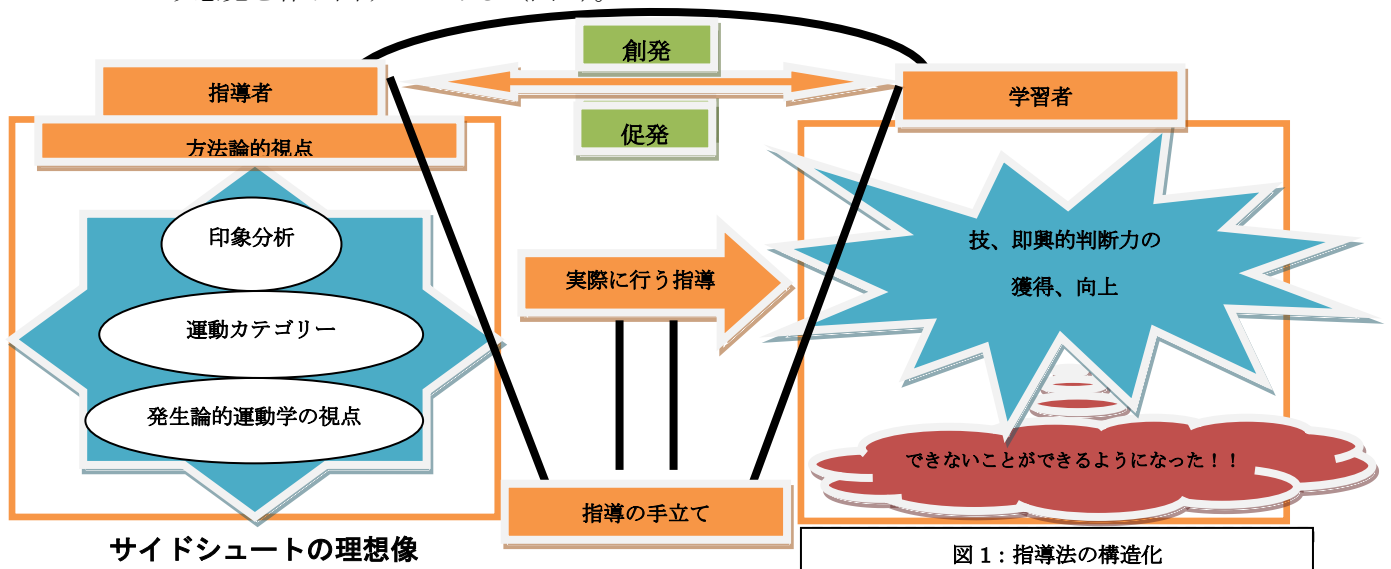 創発
指導者
学習者
促発
方法論的視点
印象分析
技、即興的判断力の
獲得、向上
実際に行う指導
運動カテゴリー
発生論的運動学の視点
できないことができるようになった!!
指導の手立て
サイドシュートの理想像
図 1：指導法の構造化